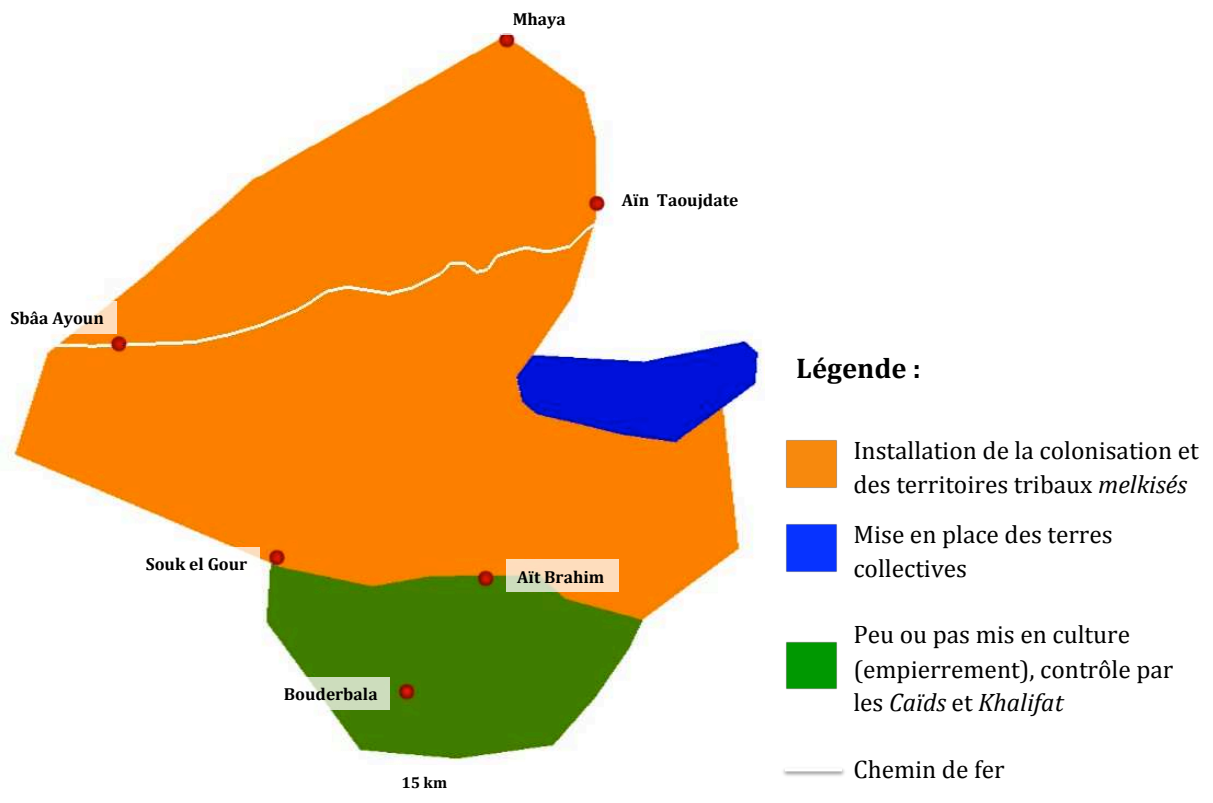 Mhaya
Aïn Taoujdate
Sbâa Ayoun
Légende :
Installation de la colonisation et
des territoires tribaux melkisés
Mise en place des terres
collectives
Souk el Gour
Aït Brahim
Peu ou pas mis en culture
(empierrement), contrôle par
les Caïds et Khalifat
Bouderbala
Chemin de fer
15 km